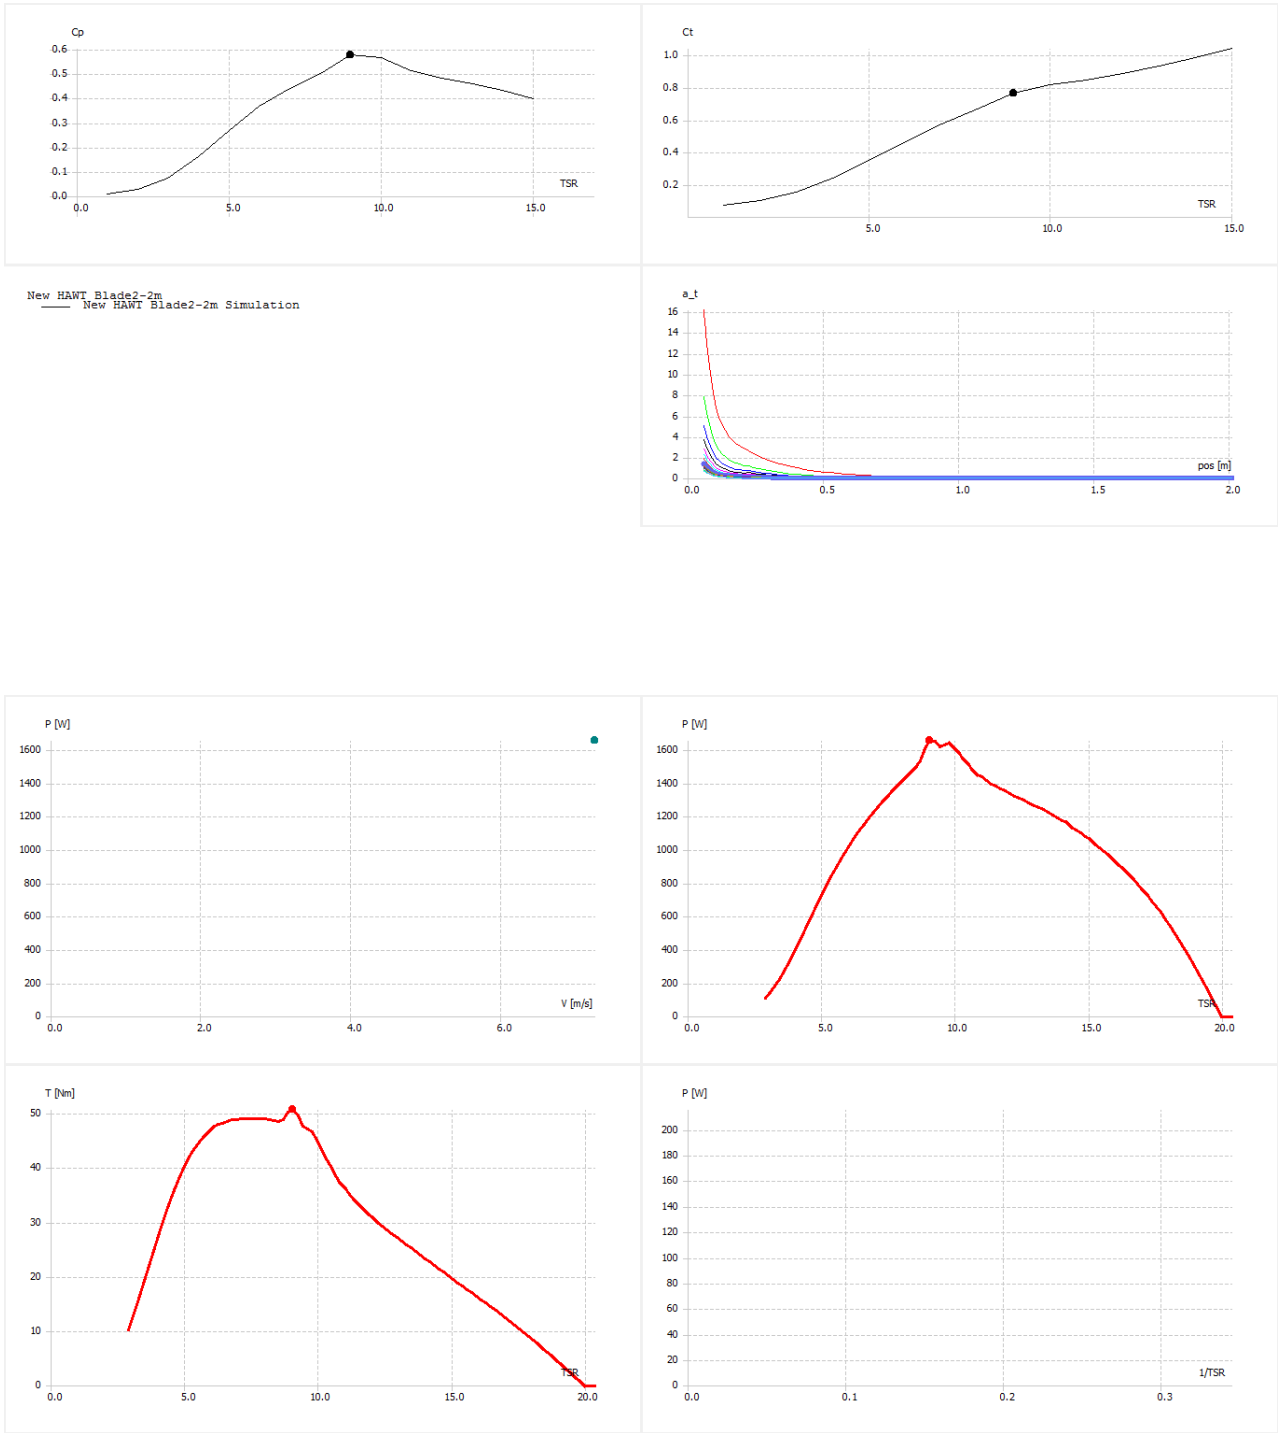 Cp
0.6
0.5
0.4
0.3
0.2
0.1
0.0
TSR
0.0 5.0 10.0 15.0
Ct
1.0
0.8
0.6
0.4
0.2
TSR
5.0 10.0 15.0
New HAWT Blade2-2m
New HAWT Blade2-2m Simulation
a_t
16
14
12
10
8
6
4
2
0
pos [m]
0.0 0.5 1.0 1.5 2.0
P [W]
1600
1400
1200
1000
800
600
400
200
0
V [m/s]
0.0 2.0 4.0 6.0
P [W]
1600
1400
1200
1000
800
600
400
200
0
TSR
0.0 5.0 10.0 15.0 20.0
T [Nm]
50
40
30
20
10
0
TSR
0.0 5.0 10.0 15.0 20.0
P [W]
200
180
160
140
120
100
80
60
40
20
0
1/TSR
0.0 0.1 0.2 0.3